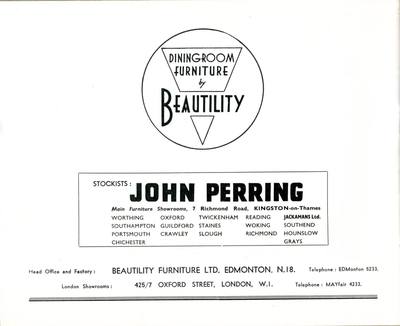 DININGROOM
FURNITURE
by
BEAUTILITY
STOCKISTS: JOHN PERRING
Main Furniture Showrooms, 7 Richmond Road, KINGSTON-on-Thames
WORTHING OXFORD TWICKENHAM READING JACKAMANS Ltd.
SOUTHAMPTON GUILDFORD STAINES WOKING SOUTHEND
PORTSMOUTH CRAWLEY SLOUGH RICHMOND HOUNSLOW
CHICHESTER GRAYS
Head Office and Factory: BEAUTILITY FURNITURE LTD. EDMONTON, N.18. Telephone: EDMonton 5233.
London Showrooms: 425/7 OXFORD STREET, LONDON, W.1. Telephone: MAYfair 4233.